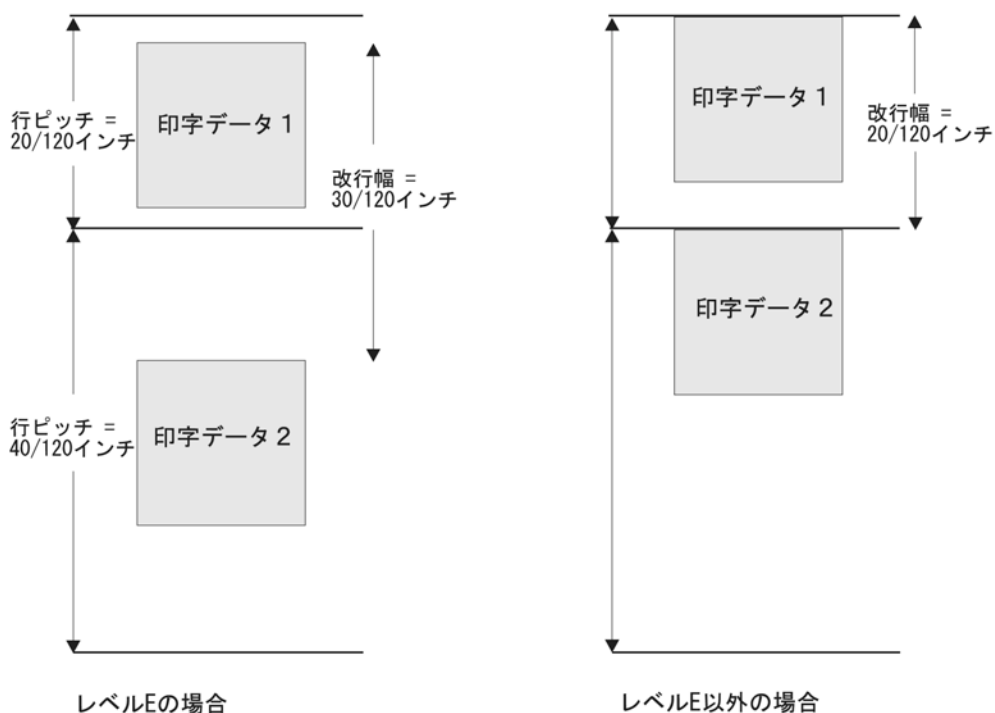 印字データ１
行ピッチ =
20/120インチ
改行幅 =
30/120インチ
行ピッチ =
40/120インチ
印字データ２
レベルEの場合
印字データ１
改行幅 =
20/120インチ
印字データ２
レベルE以外の場合